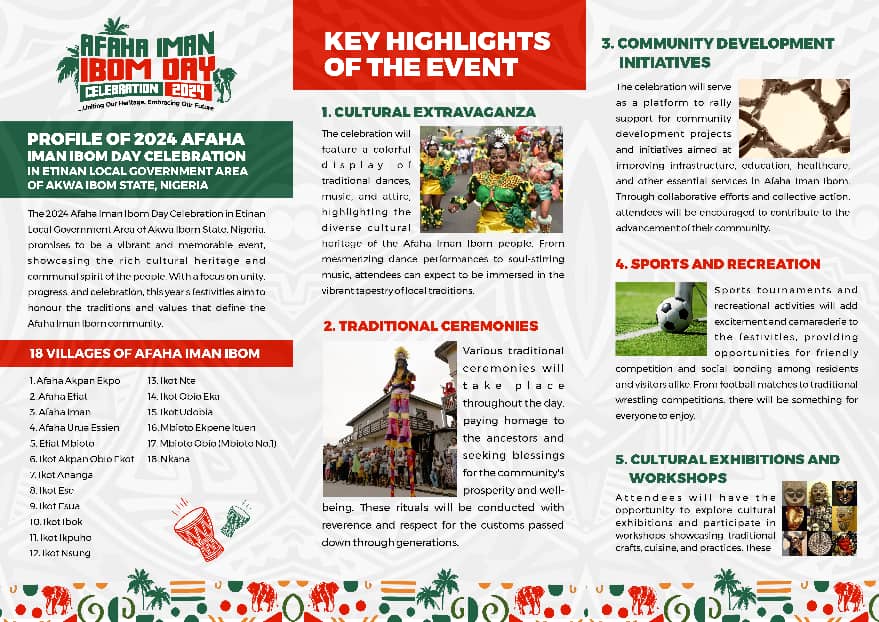 AFAHA IMAN
IBOM DAY
CELEBRATION 2024
...Uniting Our Heritage, Embracing Our Future
PROFILE OF 2024 AFAHA
IMAN IBOM DAY CELEBRATION
IN ETINAN LOCAL GOVERNMENT AREA
OF AKWA IBOM STATE, NIGERIA
The 2024 Afaha Iman Ibom Day Celebration in Etinan
Local Government Area of Akwa Ibom State, Nigeria,
promises to be a vibrant and memorable event,
showcasing the rich cultural heritage and
communal spirit of the people. With a focus on unity,
progress, and celebration, this year's festivities aim to
honour the traditions and values that define the
Afaha Iman Ibom community.
18 VILLAGES OF AFAHA IMAN IBOM
1. Afaha Akpan Ekpo
2. Afaha Efiat
3. Afaha Iman
4. Afaha Urua Essien
5. Efiat Mbioto
6. Ikot Akpan Obio Ekot
7. Ikot Ananga
8. Ikot Ese
9. Ikot Esua
10. Ikot Ibok
11. Ikot Ikpuho
12. Ikot Nsung
13. Ikot Nte
14. Ikot Obio Eka
15. Ikot Udobia
16. Mbioto Ekpene Ituen
17. Mbioto Obio (Mbioto No.1)
18. Nkana
KEY HIGHLIGHTS
OF THE EVENT
1. CULTURAL EXTRAVAGANZA
The celebration will
feature a colorful
display of
traditional dances,
music, and attire,
highlighting the
diverse cultural
heritage of the Afaha Iman Ibom people. From
mesmerizing dance performances to soul-stirring
music, attendees can expect to be immersed in the
vibrant tapestry of local traditions.
2. TRADITIONAL CEREMONIES
Various traditional
ceremonies will
take place
throughout the day,
paying homage to
the ancestors and
seeking blessings
for the community's
prosperity and well-
being. These rituals will be conducted with
reverence and respect for the customs passed
down through generations.
3. COMMUNITY DEVELOPMENT
INITIATIVES
The celebration will serve
as a platform to rally
support for community
development projects
and initiatives aimed at
improving infrastructure, education, healthcare,
and other essential services in Afaha Iman Ibom.
Through collaborative efforts and collective action,
attendees will be encouraged to contribute to the
advancement of their community.
4. SPORTS AND RECREATION
Sports tournaments and
recreational activities will add
excitement and camaraderie to
the festivities, providing
opportunities for friendly
competition and social bonding among residents
and visitors alike. From football matches to traditional
wrestling competitions, there will be something for
everyone to enjoy.
5. CULTURAL EXHIBITIONS AND
WORKSHOPS
Attendees will have the
opportunity to explore cultural
exhibitions and participate in
workshops showcasing traditional
crafts, cuisine, and practices. These